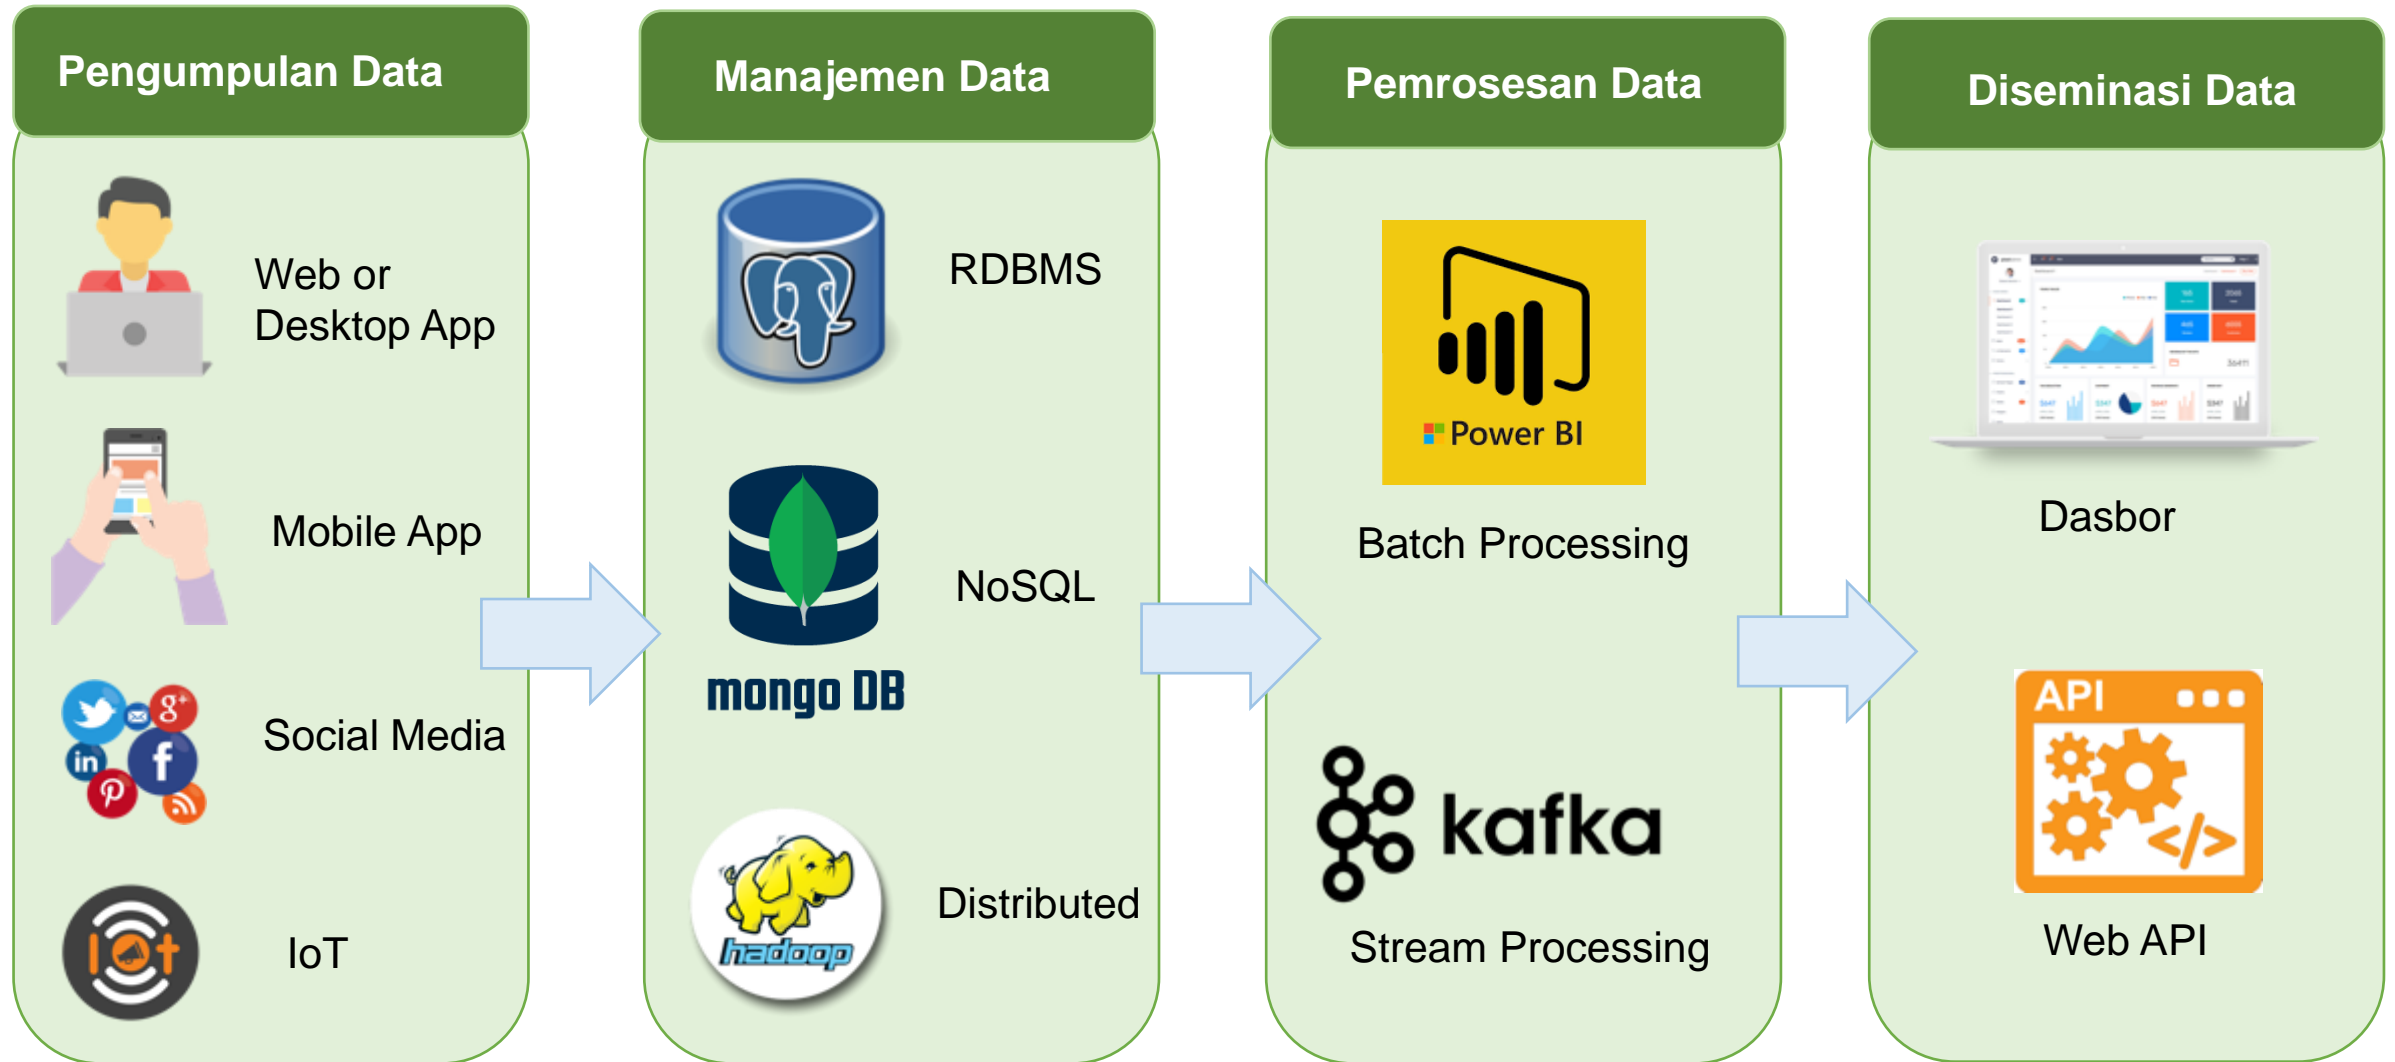 Pengumpulan Data
Web or
Desktop App
Mobile App
Social Media
IoT
IoT
Manajemen Data
RDBMS
NoSQL
mongo DB
hadoop
Distributed
Pemrosesan Data
Power BI
Batch Processing
kafka
Stream Processing
Diseminasi Data
Dasbor
API
</>
Web API